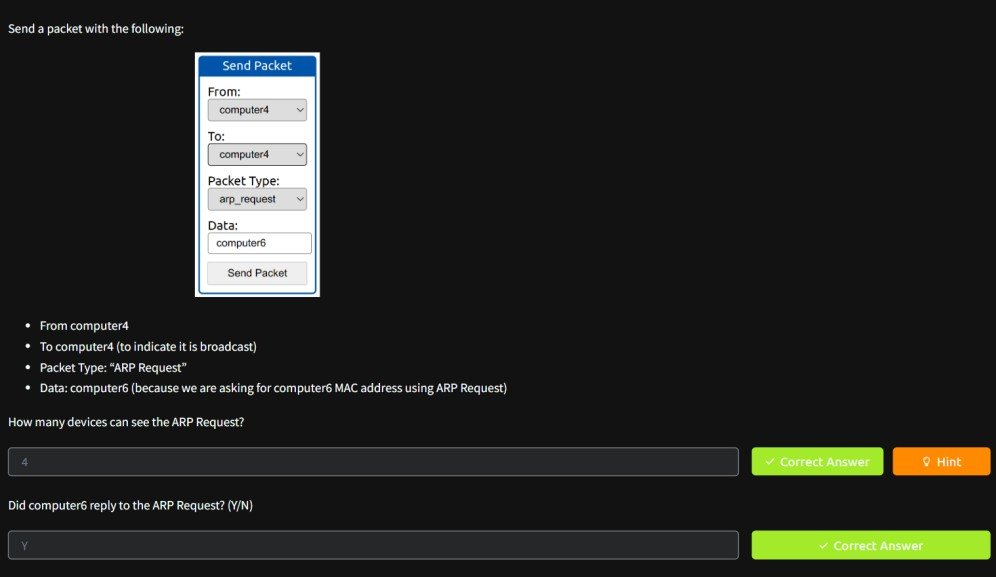 Send a packet with the following:
Send Packet
From:
computer4
To:
computer4
Packet Type:
arp_request
Data:
computer6
Send Packet
• From computer4
• To computer4 (to indicate it is broadcast)
• Packet Type: “ARP Request”
• Data: computer6 (because we are asking for computer6 MAC address using ARP Request)
How many devices can see the ARP Request?
4
✓ Correct Answer
Hint
Did computer6 reply to the ARP Request? (Y/N)
Y
✓ Correct Answer